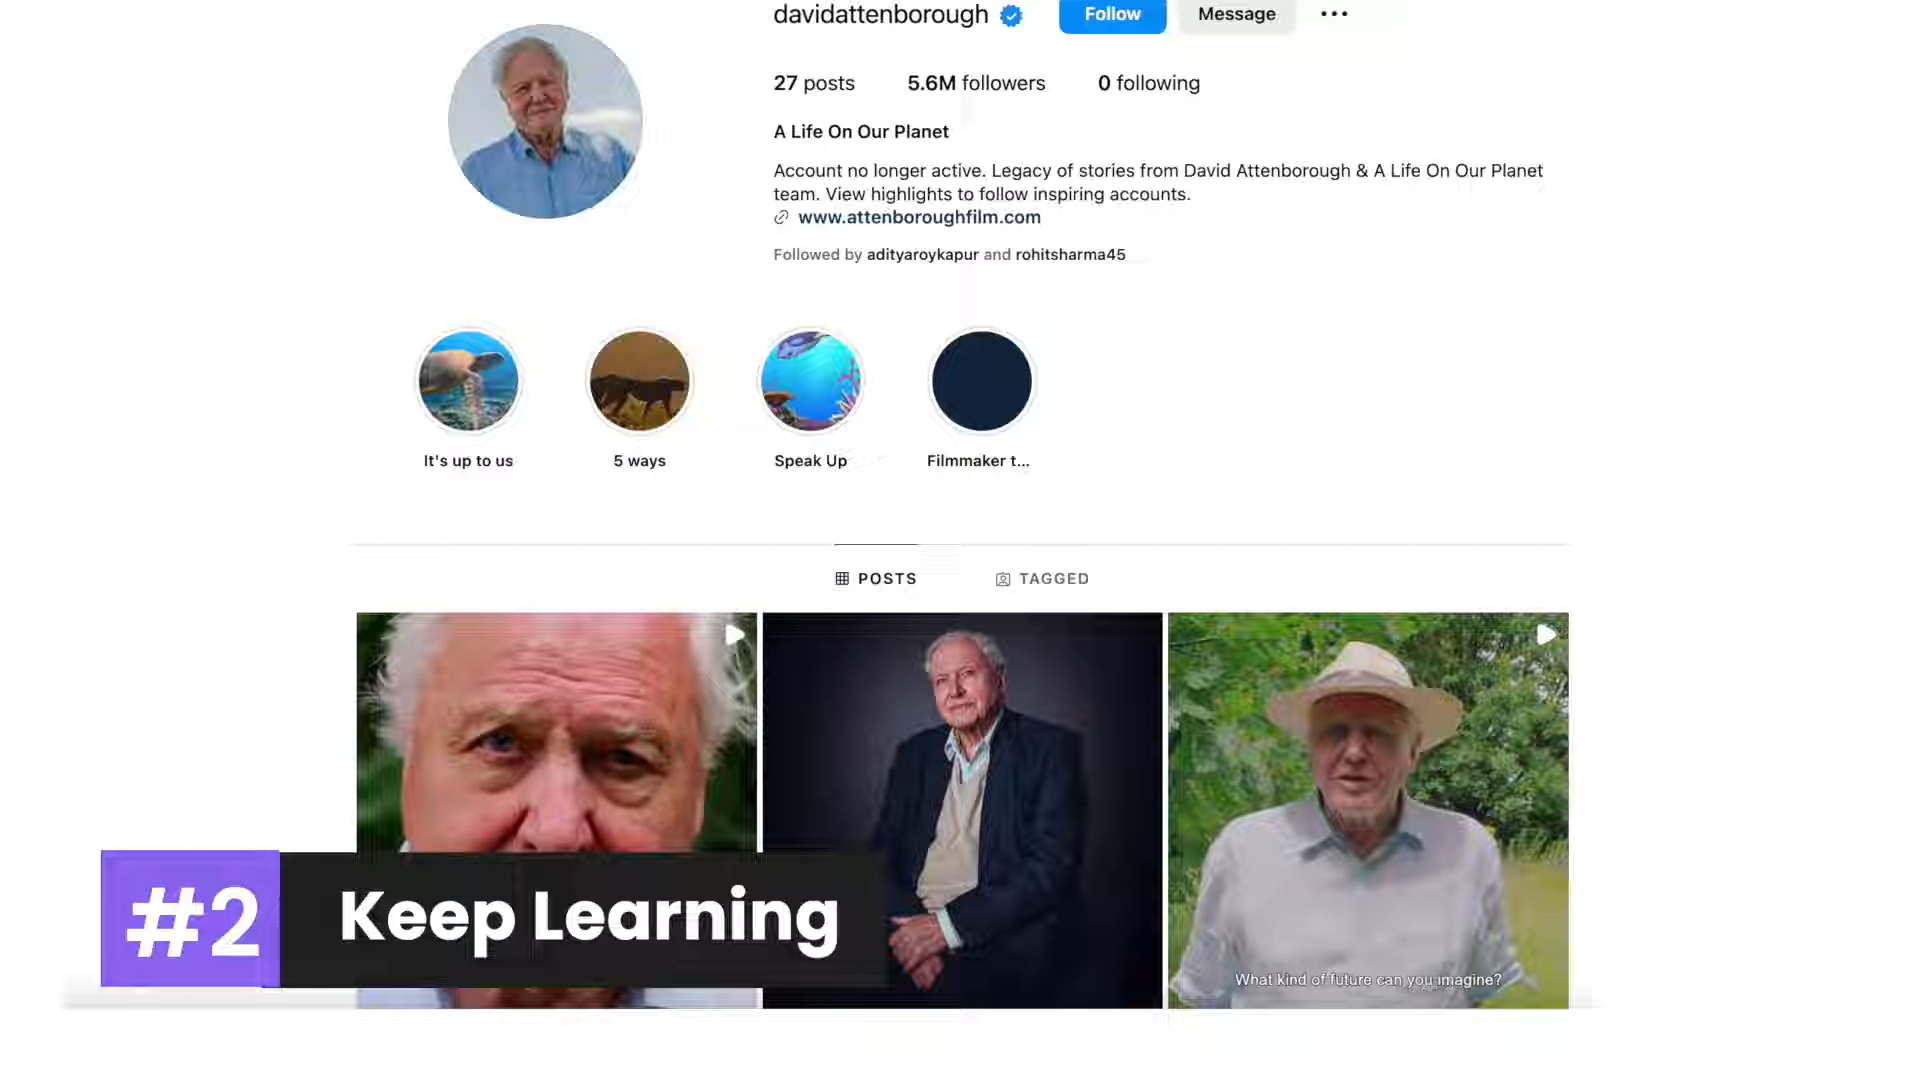 davidattenborough
Follow
Message
27 posts
5.6M followers
0 following
A Life On Our Planet
Account no longer active. Legacy of stories from David Attenborough & A Life On Our Planet
team. View highlights to follow inspiring accounts.
www.attenboroughfilm.com
Followed by adityaroykapur and rohitsharma45
It's up to us
5 ways
Speak Up
Filmmaker t...
POSTS
TAGGED
#2
Keep Learning
What kind of future can you imagine?